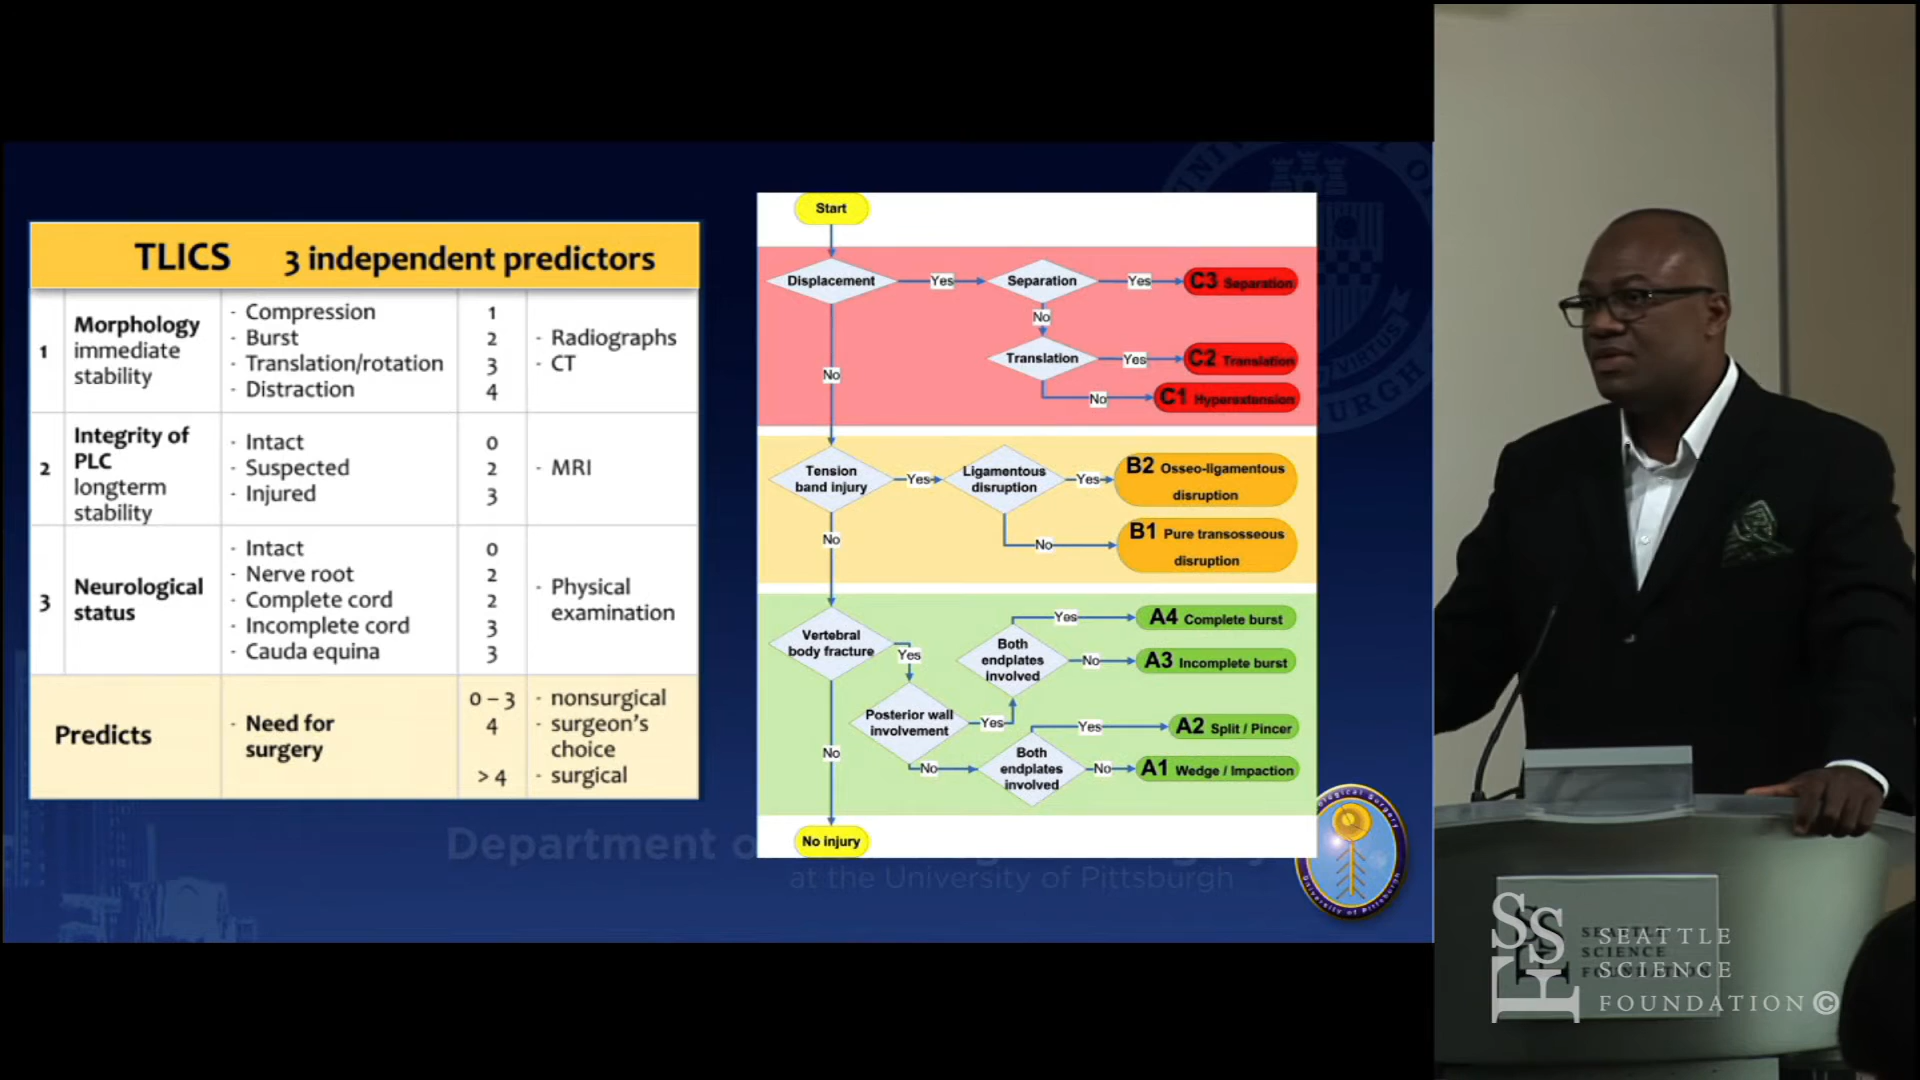 TLICS 3 independent predictors
1
Morphology
immediate
stability
- Compression
- Burst
- Translation/rotation
- Distraction
1
2
3
4
- Radiographs
- CT
2
Integrity of
PLC
longterm
stability
- Intact
- Suspected
- Injured
0
2
3
- MRI
3
Neurological
status
- Intact
- Nerve root
- Complete cord
- Incomplete cord
- Cauda equina
0
2
2
3
3
- Physical
examination
Predicts
- Need for
surgery
0 – 3
4
> 4
- nonsurgical
- surgeon's
choice
- surgical
Start
Displacement
Yes
Separation
Yes
C3 Separation
No
Translation
Yes
C2 Translation
No
C1 Hyperextension
No
Tension
band injury
Yes
Ligamentous
disruption
Yes
B2 Osseo-ligamentous
disruption
No
B1 Pure transosseous
disruption
No
Vertebral
body fracture
Yes
Posterior wall
involvement
Yes
Both
endplates
involved
Yes
A4 Complete burst
No
A3 Incomplete burst
No
Both
endplates
involved
Yes
A2 Split / Pincer
No
A1 Wedge / Impaction
No
No injury
Department
at the University of Pittsburgh
University of Pittsburgh
SSF
SEATTLE
SCIENCE
FOUNDATION©